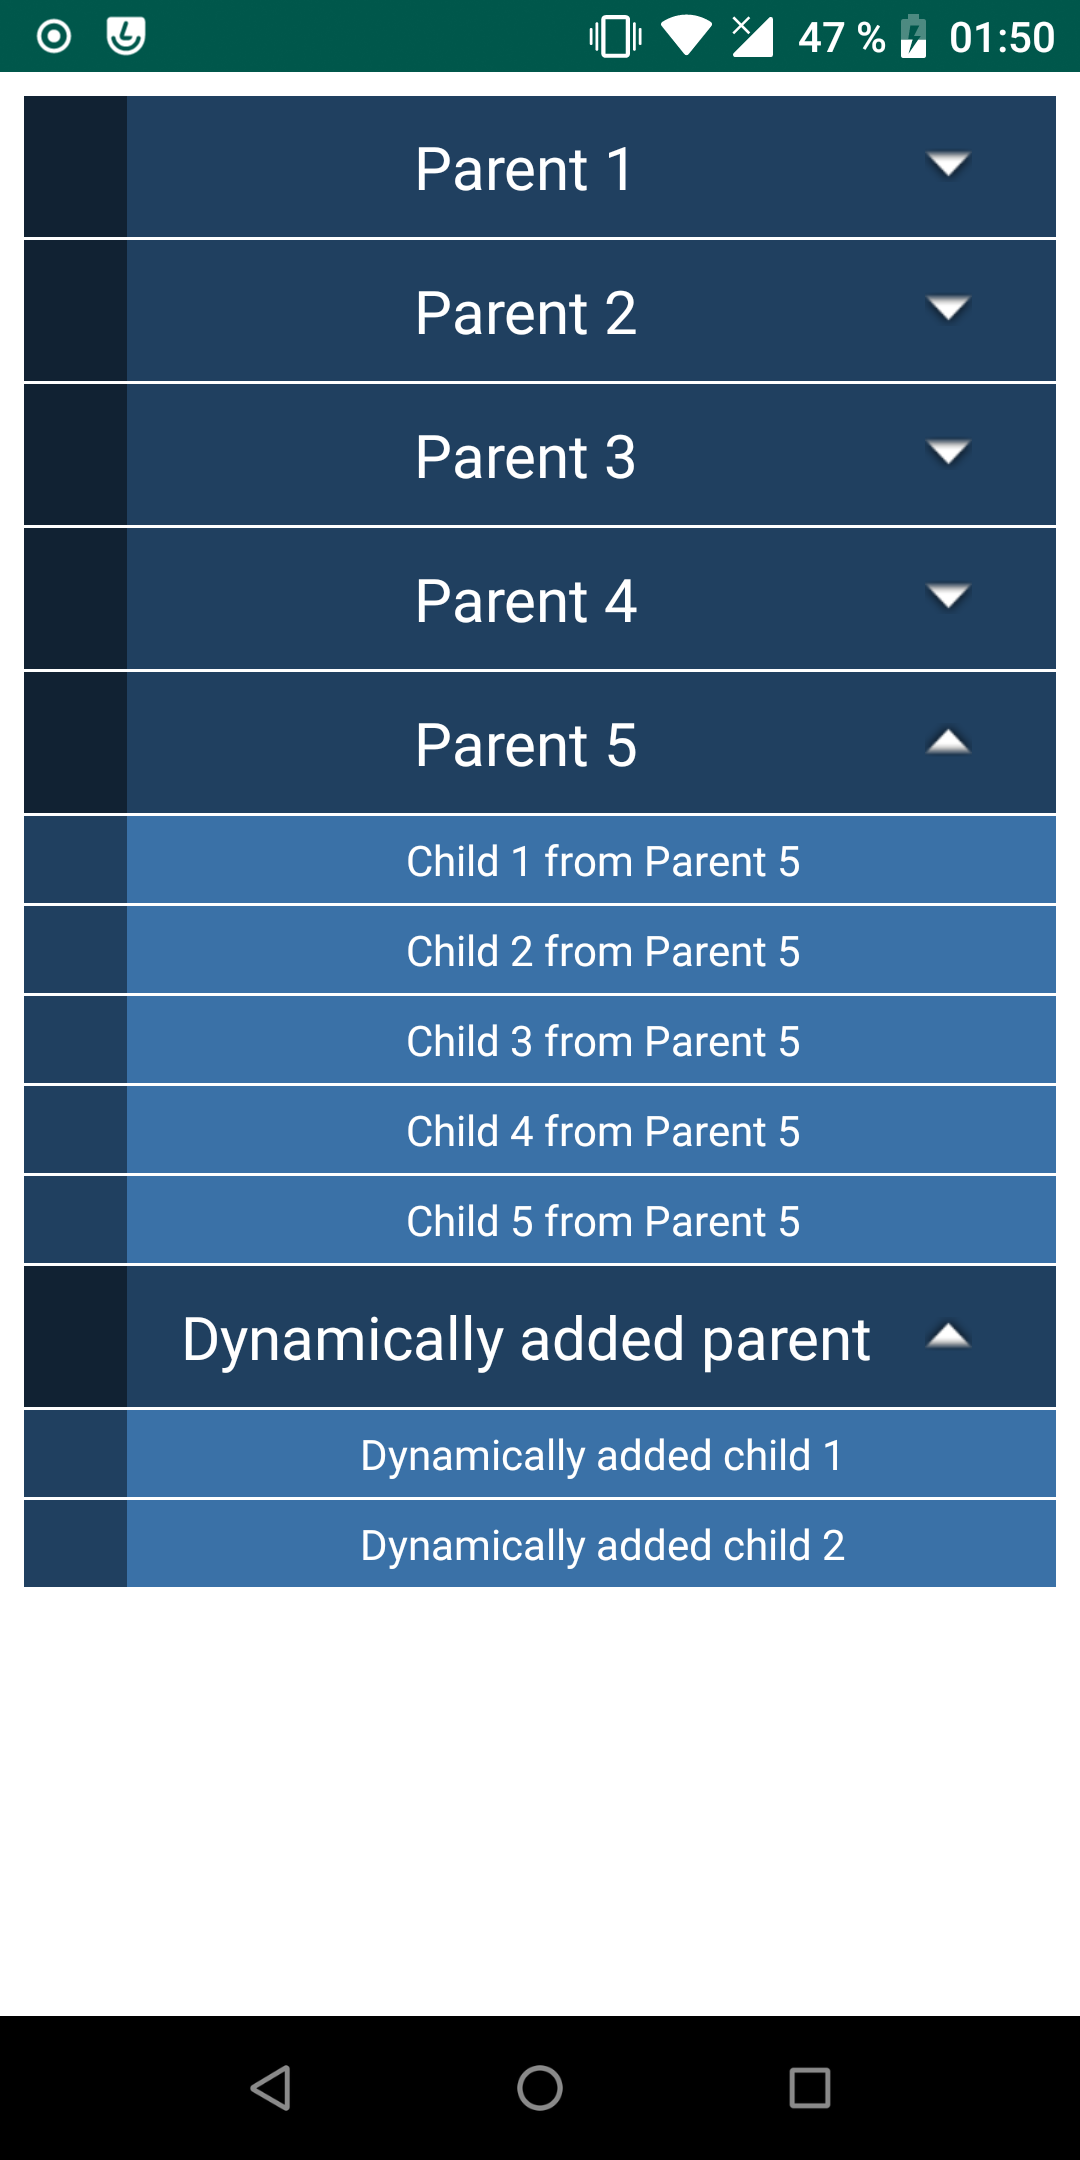 47 % 01:50
Parent 1
Parent 2
Parent 3
Parent 4
Parent 5
Child 1 from Parent 5
Child 2 from Parent 5
Child 3 from Parent 5
Child 4 from Parent 5
Child 5 from Parent 5
Dynamically added parent
Dynamically added child 1
Dynamically added child 2